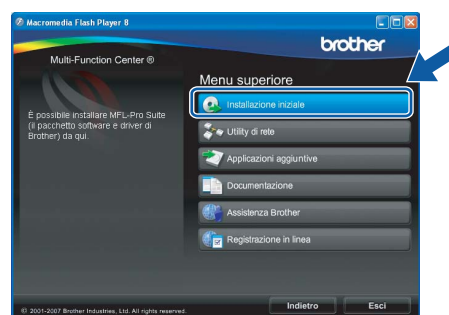 Macromedia Flash Player 8
brother
Multi-Function Center ®
Menu superiore
Installazione iniziale
È possibile installare MFL-Pro Suite
(il pacchetto software e driver di
Brother) da qui.
Utility di rete
Applicazioni aggiuntive
Documentazione
Assistenza Brother
Registrazione in linea
© 2001-2007 Brother Industries, Ltd. All rights reserved.
Indietro
Esci